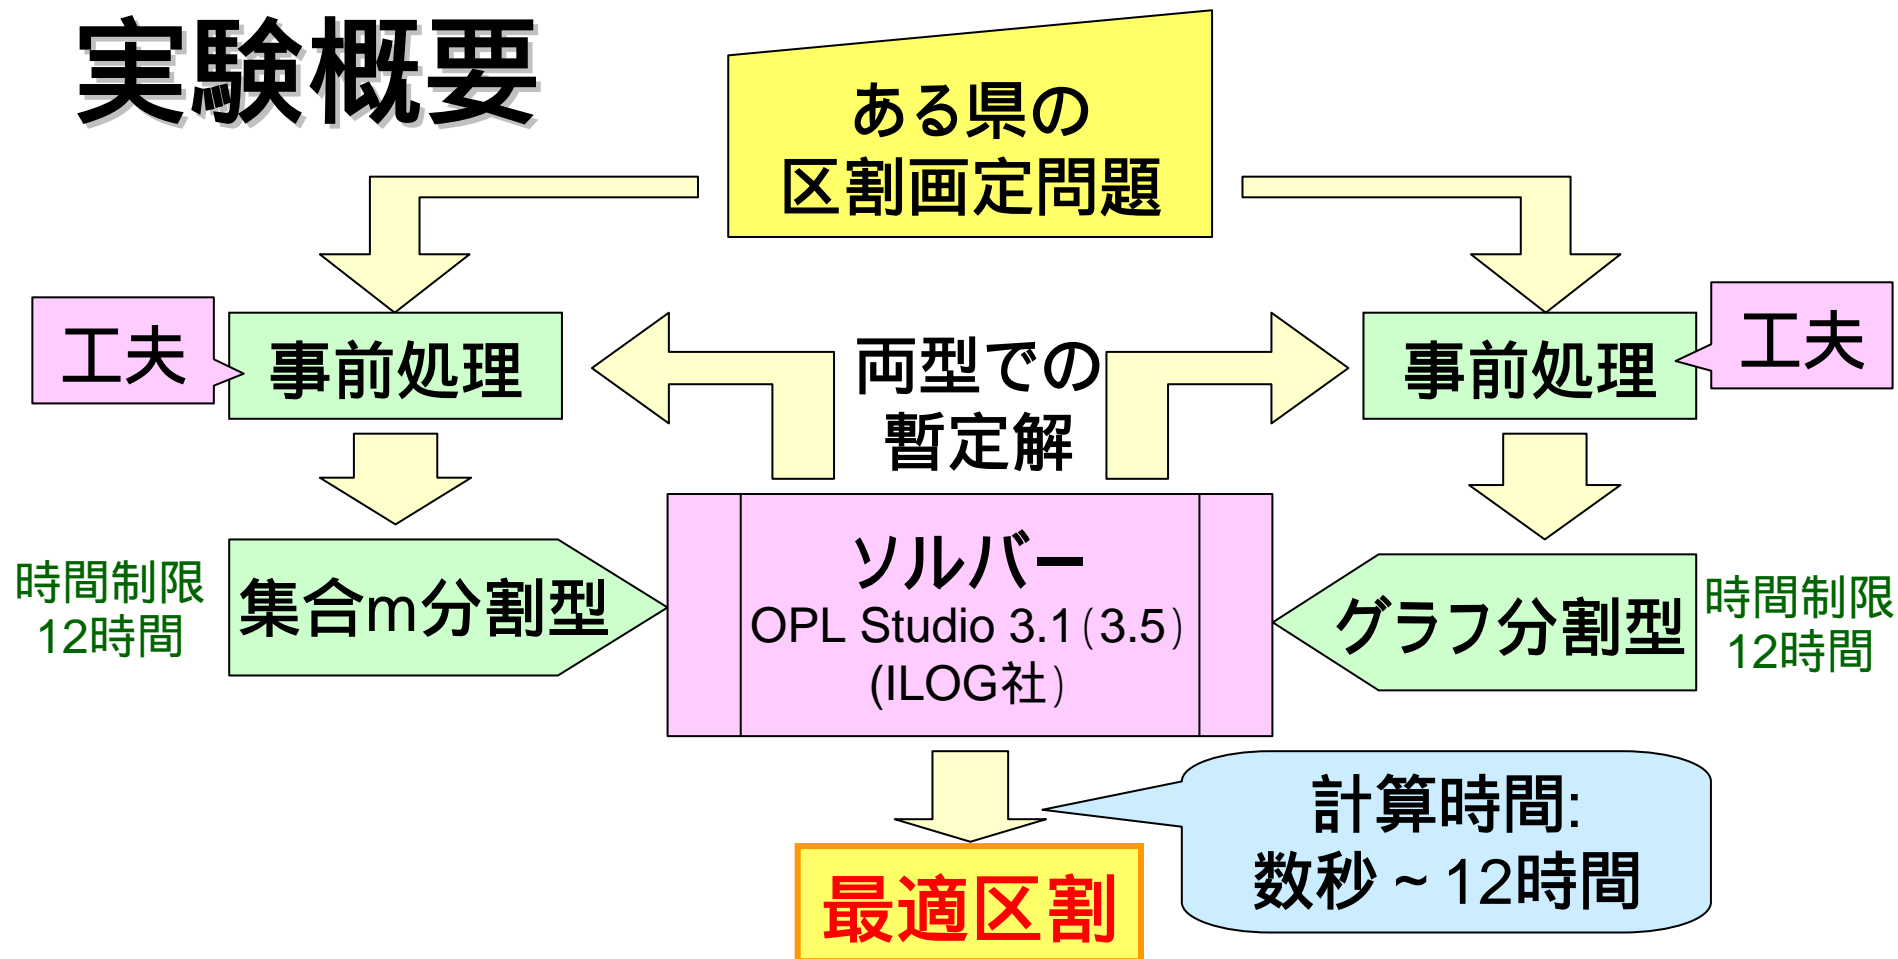 実験概要
ある県の
区割画定問題
工夫
事前処理
両型での
暫定解
事前処理
工夫
時間制限
12時間
集合m分割型
ソルバー
OPL Studio 3.1(3.5)
(ILOG社)
グラフ分割型
時間制限
12時間
計算時間:
数秒～12時間
最適区割